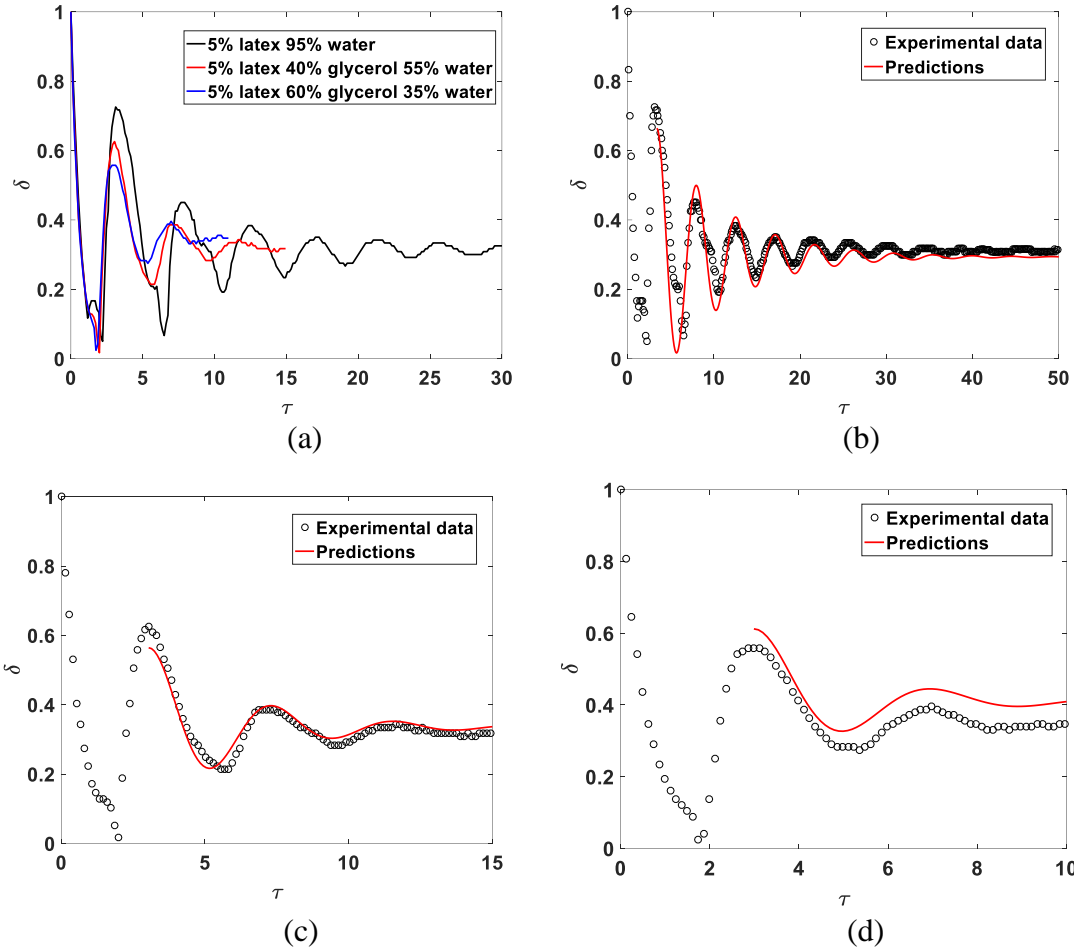 1
0.8
0.6
0.4
0.2
0
δ
0 5 10 15 20 25 30
τ
5% latex 95% water
5% latex 40% glycerol 55% water
5% latex 60% glycerol 35% water
(a)
1
0.8
0.6
0.4
0.2
0
δ
0 10 20 30 40 50
τ
Experimental data
Predictions
(b)
1
0.8
0.6
0.4
0.2
0
δ
0 5 10 15
τ
Experimental data
Predictions
(c)
1
0.8
0.6
0.4
0.2
0
δ
0 2 4 6 8 10
τ
Experimental data
Predictions
(d)